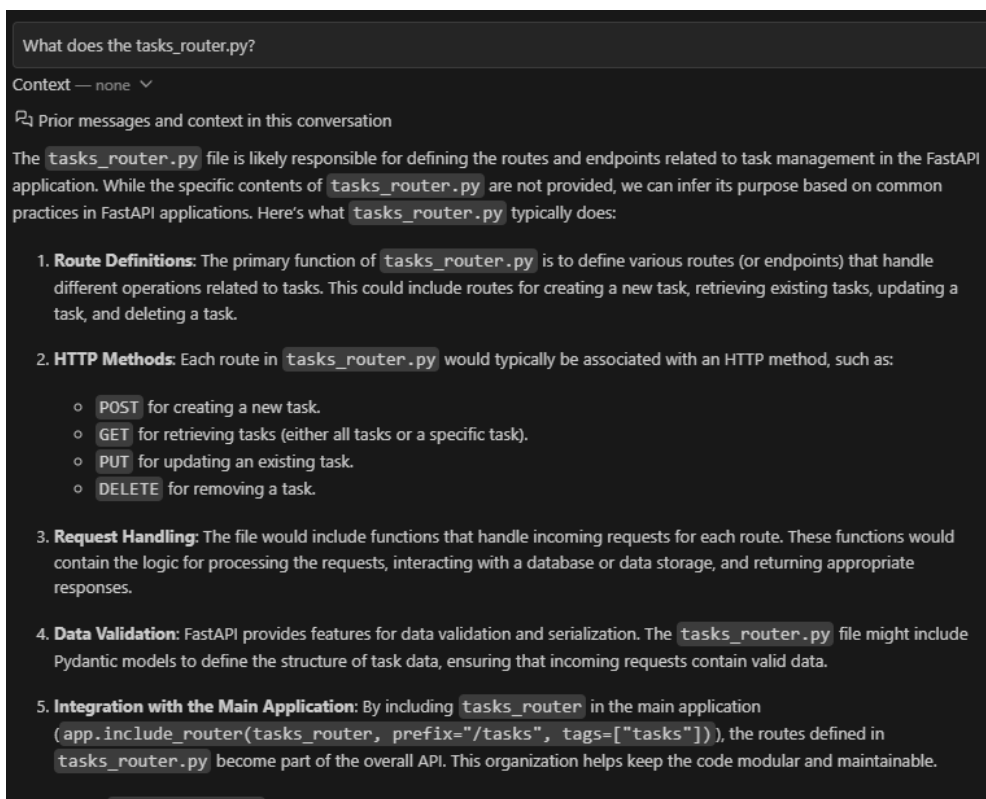 What does the tasks_router.py?
Context — none
Prior messages and context in this conversation
The tasks_router.py file is likely responsible for defining the routes and endpoints related to task management in the FastAPI
application. While the specific contents of tasks_router.py are not provided, we can infer its purpose based on common
practices in FastAPI applications. Here's what tasks_router.py typically does:
1. Route Definitions: The primary function of tasks_router.py is to define various routes (or endpoints) that handle
different operations related to tasks. This could include routes for creating a new task, retrieving existing tasks, updating a
task, and deleting a task.
2. HTTP Methods: Each route in tasks_router.py would typically be associated with an HTTP method, such as:
POST for creating a new task.
GET for retrieving tasks (either all tasks or a specific task).
PUT for updating an existing task.
DELETE for removing a task.
3. Request Handling: The file would include functions that handle incoming requests for each route. These functions would
contain the logic for processing the requests, interacting with a database or data storage, and returning appropriate
responses.
4. Data Validation: FastAPI provides features for data validation and serialization. The tasks_router.py file might include
Pydantic models to define the structure of task data, ensuring that incoming requests contain valid data.
5. Integration with the Main Application: By including tasks_router in the main application
(app.include_router(tasks_router, prefix="/tasks", tags=["tasks"])), the routes defined in
tasks_router.py become part of the overall API. This organization helps keep the code modular and maintainable.